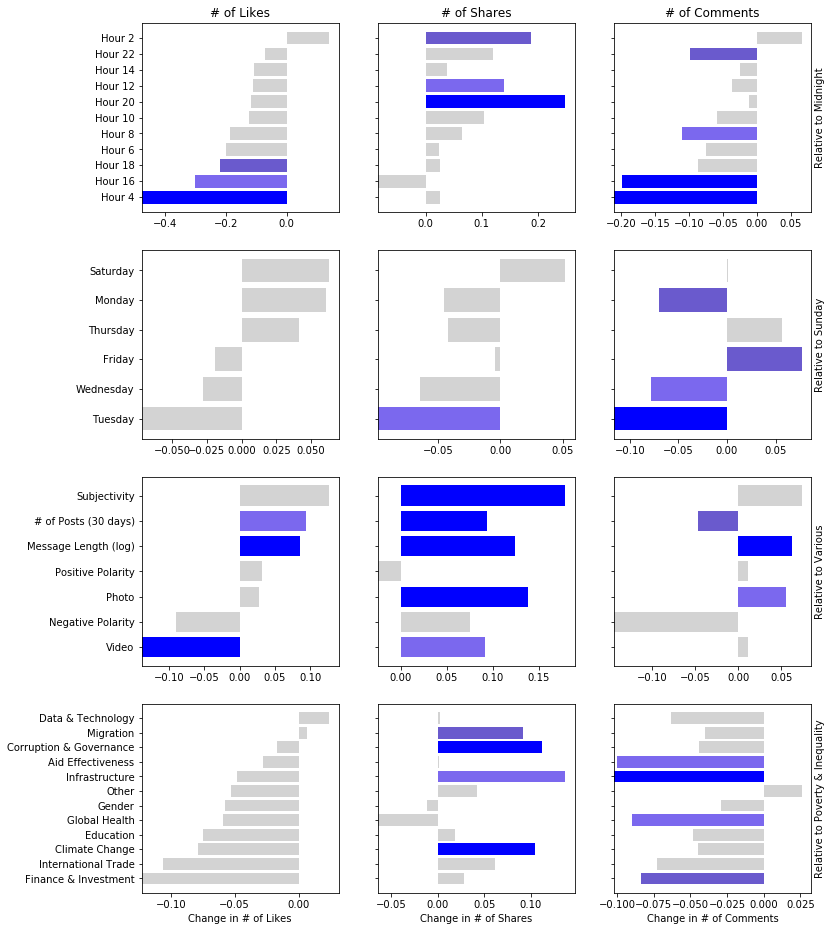 # of Likes # of Shares # of Comments
Hour 2
Hour 22
Hour 14
Hour 12
Hour 20
Hour 10
Hour 8
Hour 6
Hour 18
Hour 16
Hour 4
Relative to Midnight
−0.4 −0.2 0.0 0.0 0.1 0.2 −0.20 −0.15 −0.10 −0.05 0.00 0.05
Saturday
Monday
Thursday
Friday
Wednesday
Tuesday
Relative to Sunday
−0.050 −0.025 0.000 0.025 0.050 −0.05 0.00 0.05 −0.10 −0.05 0.00 0.05
Subjectivity
# of Posts (30 days)
Message Length (log)
Positive Polarity
Photo
Negative Polarity
Video
Relative to Various
−0.10 −0.05 0.00 0.05 0.10 0.00 0.05 0.10 0.15 −0.10 −0.05 0.00 0.05
Data & Technology
Migration
Corruption & Governance
Aid Effectiveness
Infrastructure
Other
Gender
Global Health
Education
Climate Change
International Trade
Finance & Investment
Relative to Poverty & Inequality
−0.10 −0.05 0.00 −0.05 0.00 0.05 0.10 −0.100 −0.075 −0.050 −0.025 0.000 0.025
Change in # of Likes Change in # of Shares Change in # of Comments